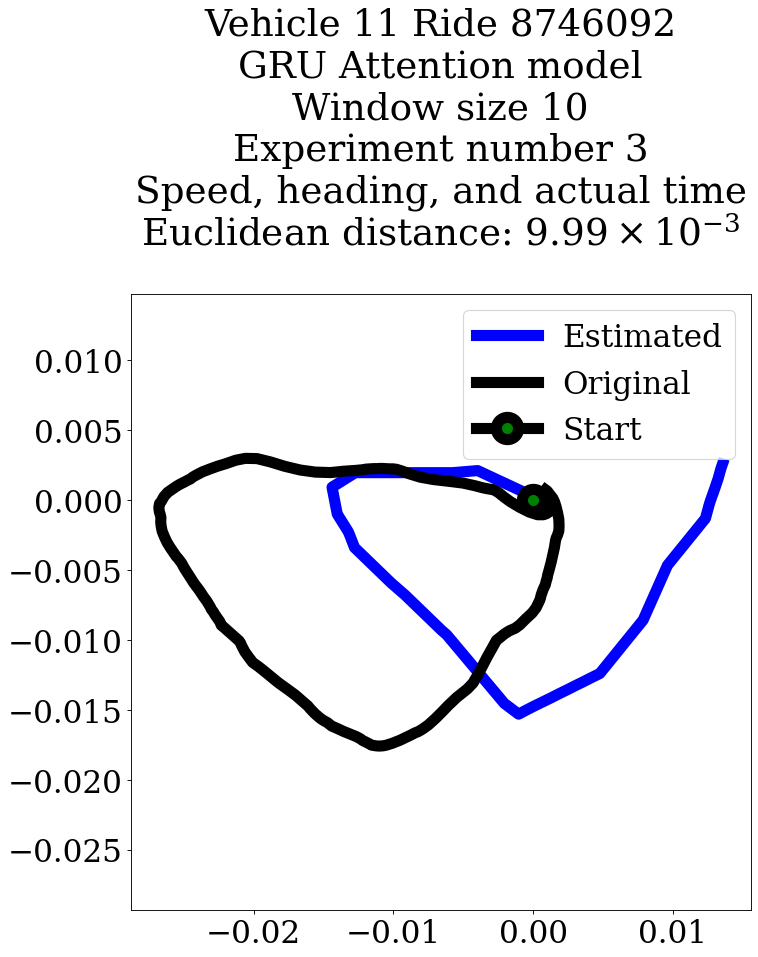 Vehicle 11 Ride 8746092
GRU Attention model
Window size 10
Experiment number 3
Speed, heading, and actual time
Euclidean distance: 9.99 × 10⁻³
Estimated
Original
Start
0.010
0.005
0.000
−0.005
−0.010
−0.015
−0.020
−0.025
−0.02
−0.01
0.00
0.01